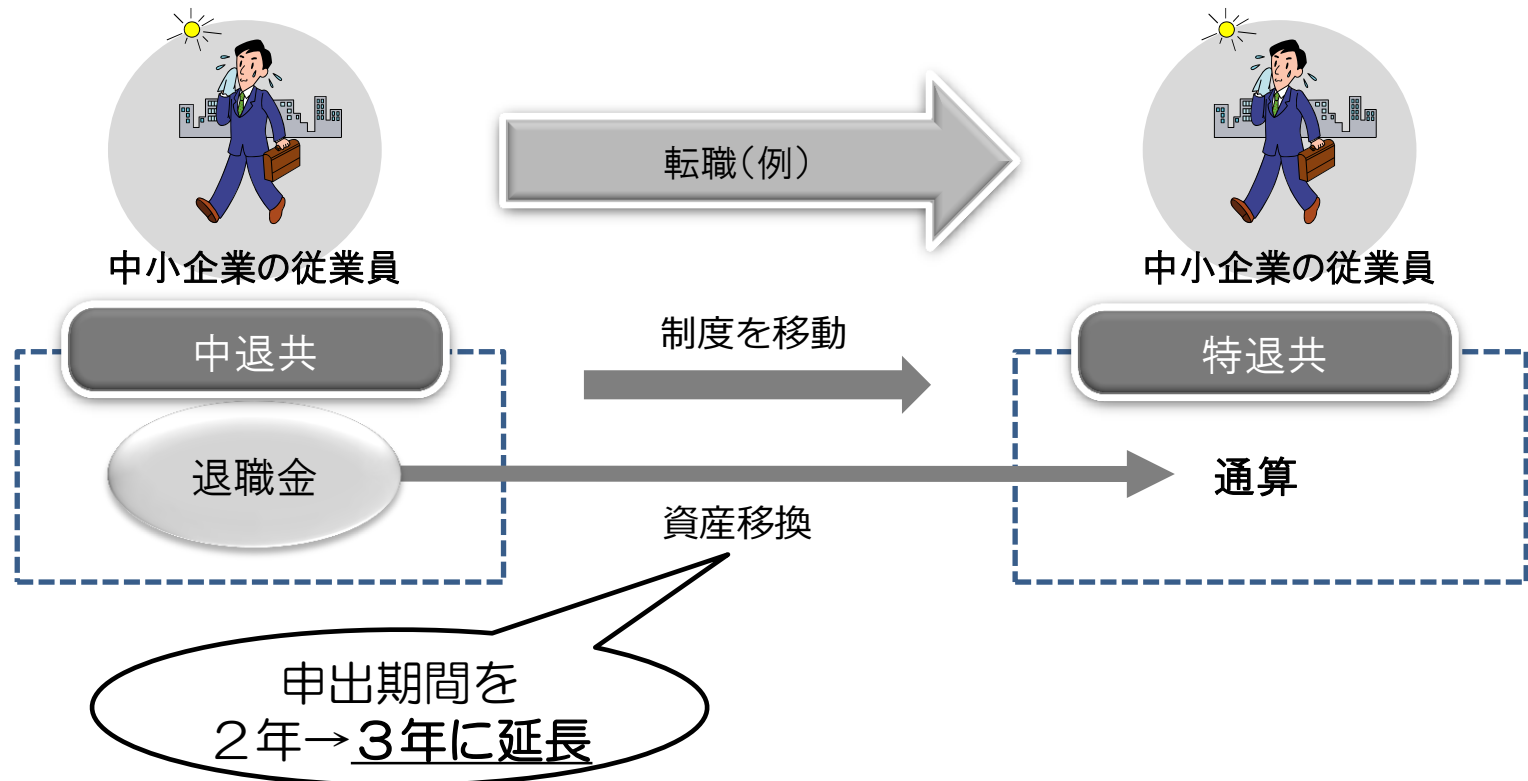 転職（例）
中小企業の従業員
中小企業の従業員
中退共
制度を移動
特退共
退職金
通算
資産移換
申出期間を
２年→３年に延長